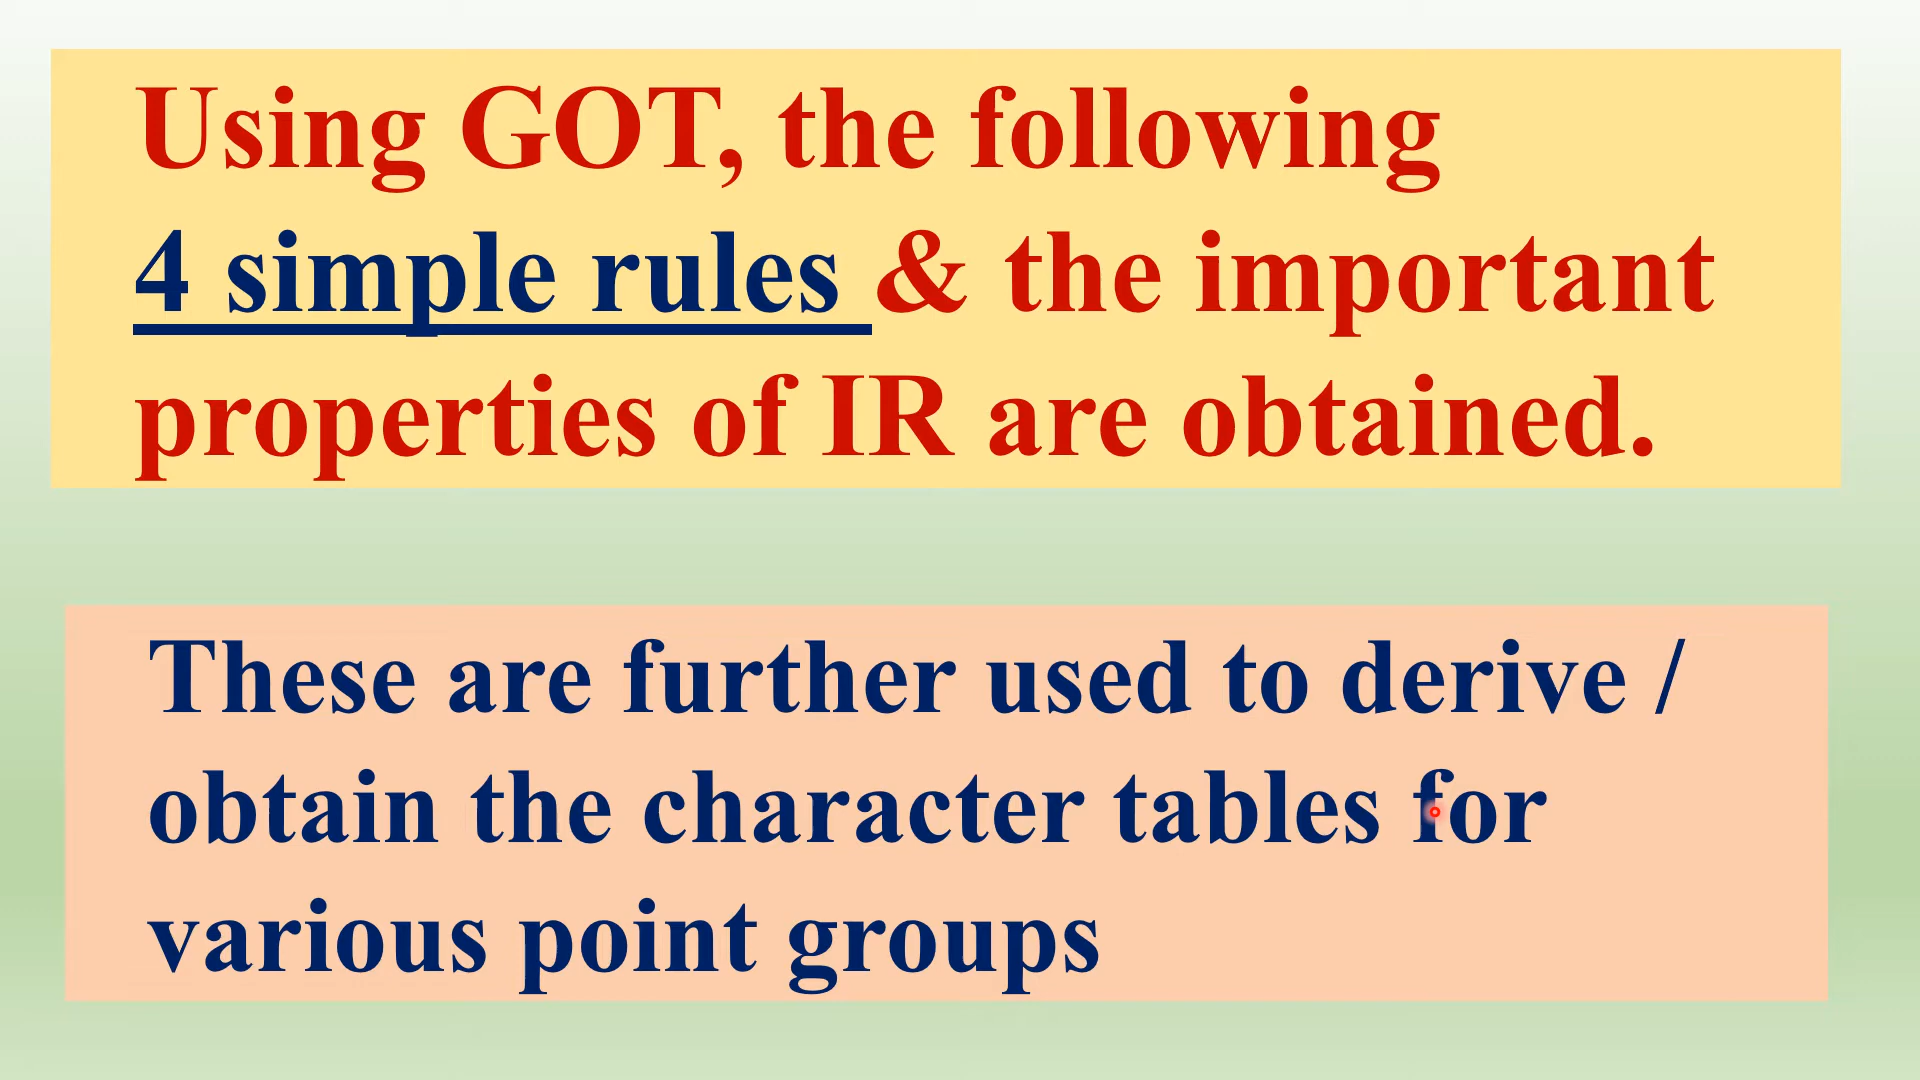 Using GOT, the following
4 simple rules & the important
properties of IR are obtained.
These are further used to derive /
obtain the character tables for
various point groups